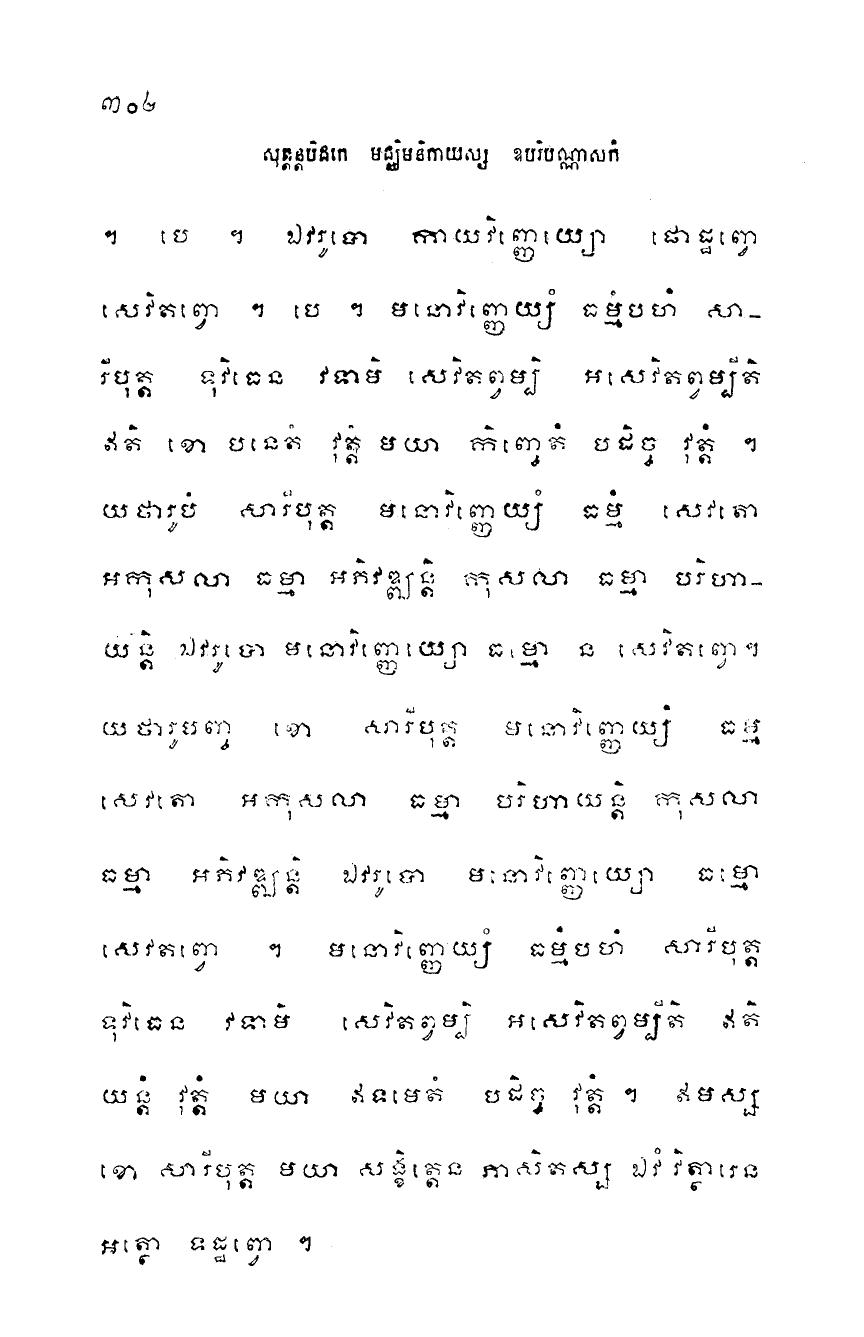 ៣០៤
សុត្តន្តបិដកេ មជ្ឈិមនិកាយស្ស ឧបរិបណ្ណាសកំ
។ បេ ។ ឯវរូបោ កាយវិញ្ញេយ្យោ ផោដ្ឋព្វោ
សេវិតព្វោ ។ បេ ។ មនោវិញ្ញេយ្យំ ធម្មំបហំ សា-
រីបុត្ត ទុវិធេន វទាមិ សេវិតព្វម្បិ អសេវិតព្វម្បីតិ
ឥតិ ខោ បនេតំ វុត្តំ មយា កិញ្ចេតំ បដិច្ច វុត្តំ ។
យថារូបំ សារីបុត្ត មនោវិញ្ញេយ្យំ ធម្មំ សេវតោ
អកុសលា ធម្មា អភិវឌ្ឍន្តិ កុសលា ធម្មា បរិហា-
យន្តិ ឯវរូបោ មនោវិញ្ញេយ្យោ ធម្មោ ន សេវិតព្វោ។
យថារូបញ្ច ខោ សារីបុត្ត មនោវិញ្ញេយ្យំ ធម្មំ
សេវតោ អកុសលា ធម្មា បរិហាយន្តិ កុសលា
ធម្មា អភិវឌ្ឍន្តិ ឯវរូបោ មនោវិញ្ញេយ្យោ ធម្មោ
សេវតព្វោ ។ មនោវិញ្ញេយ្យំ ធម្មំបហំ សារីបុត្ត
ទុវិធេន វទាមិ សេវិតព្វម្បិ អសេវិតព្វម្បីតិ ឥតិ
យន្តំ វុត្តំ មយា ឥទមេតំ បដិច្ច វុត្តំ ។ ឥមស្ស
ខោ សារីបុត្ត មយា សង្ខិត្តេន ភាសិតស្ស ឯវំ វិត្ថារេន
អត្ថោ ទដ្ឋព្វោ ។